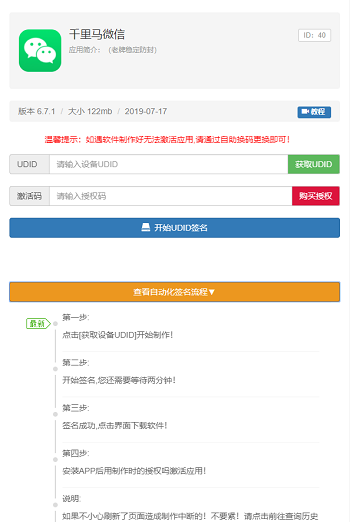 千里马微信
ID：40
应用简介：（老牌稳定防封）
版本 6.7.1 / 大小 122mb / 2019-07-17
教程
温馨提示：如遇软件制作好无法激活应用,请通过自助换码更换即可！
UDID 请输入设备UDID 获取UDID
激活码 请输入授权码 购买授权
开始UDID签名
查看自动化签名流程▼
最新
第一步:
点击[获取设备UDID]开始制作!
第二步:
开始签名,您还需要等待两分钟!
第三步:
签名成功,点击界面下载软件!
第四步:
安装APP后用制作时的授权吗激活应用!
说明:
如果不小心刷新了页面造成制作中断的！不要紧！请点击前往查询历史